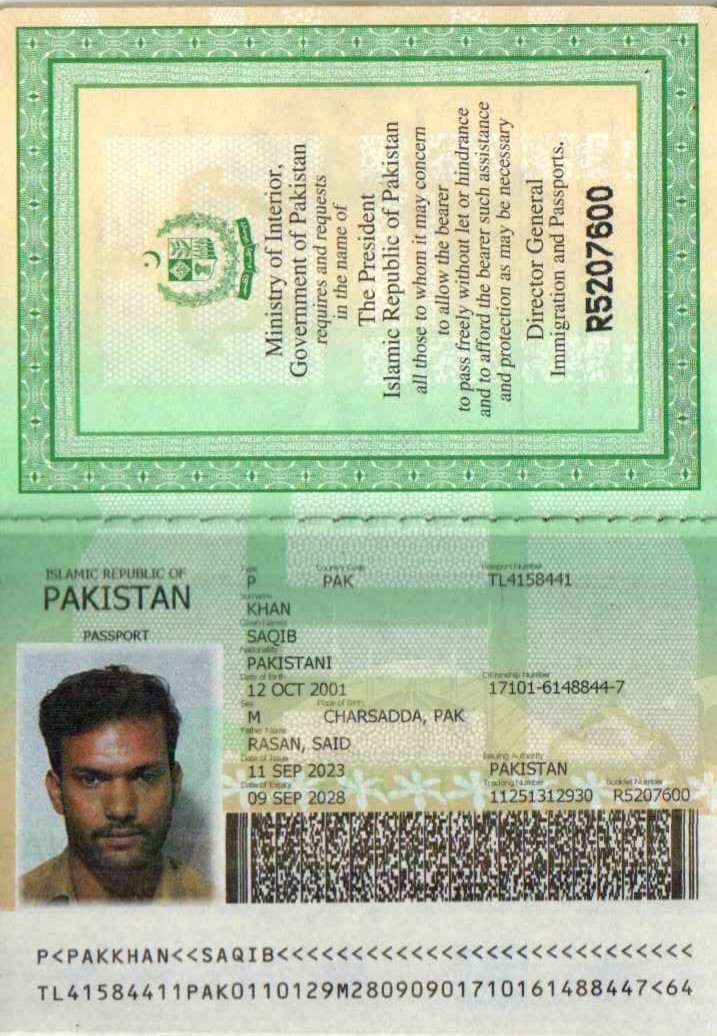 Ministry of Interior,
Government of Pakistan
requires and requests
in the name of
The President
Islamic Republic of Pakistan
all those to whom it may concern
to allow the bearer
to pass freely without let or hindrance
and to afford the bearer such assistance
and protection as may be necessary
Director General
Immigration and Passports.
R5207600
ISLAMIC REPUBLIC OF
PAKISTAN
PASSPORT
Type Country Code Passport Number
P PAK TL4158441
Surname
KHAN
Given Names
SAQIB
Nationality
PAKISTANI
Date of Birth Citizenship Number
12 OCT 2001 17101-6148844-7
Sex Place of Birth
M CHARSADDA, PAK
Father Name
RASAN, SAID
Date of Issue Issuing Authority
11 SEP 2023 PAKISTAN
Date of Expiry Tracking Number Booklet Number
09 SEP 2028 11251312930 R5207600
P<PAKKHAN<<SAQIB<<<<<<<<<<<<<<<<<<<<<<<<<<<<
TL41584411PAK0110129M28090901710161488447<64